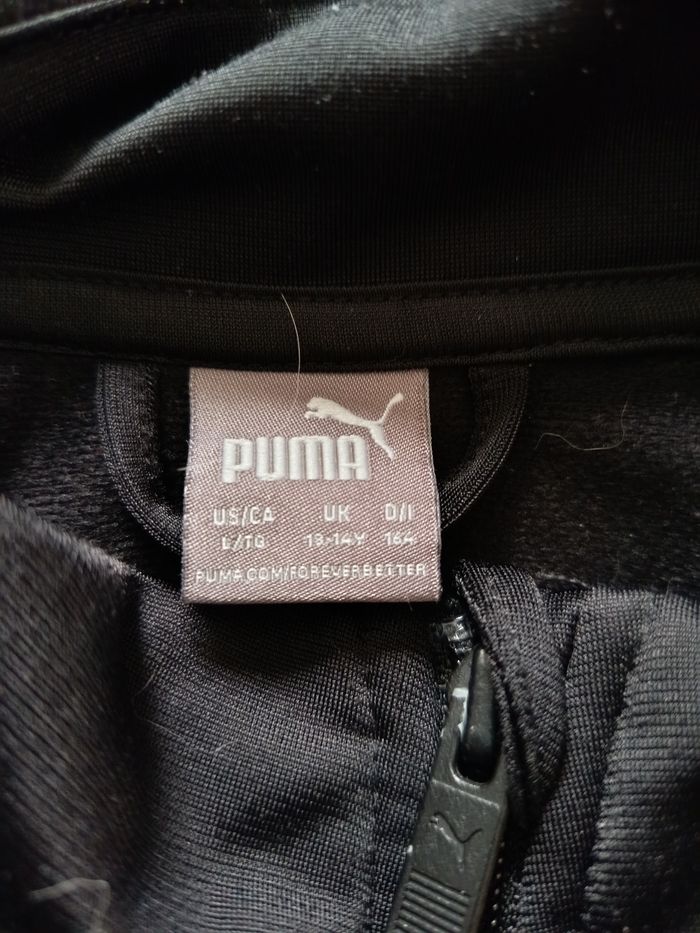 PUMA
US/CA UK D/I
L/TG 13-14Y 164
PUMA.COM/FOREVERBETTER